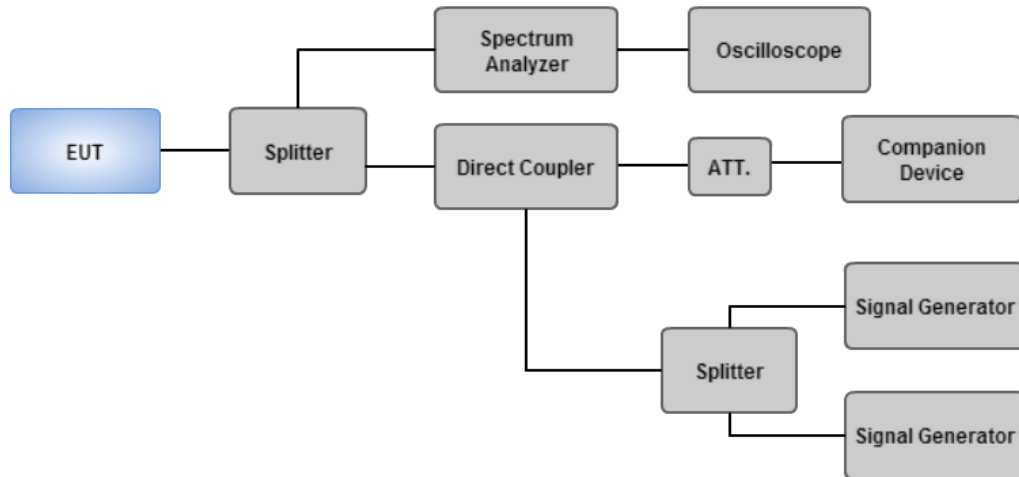 Spectrum
Analyzer
Oscilloscope
EUT
Splitter
Direct Coupler
ATT.
Companion
Device
Signal Generator
Splitter
Signal Generator